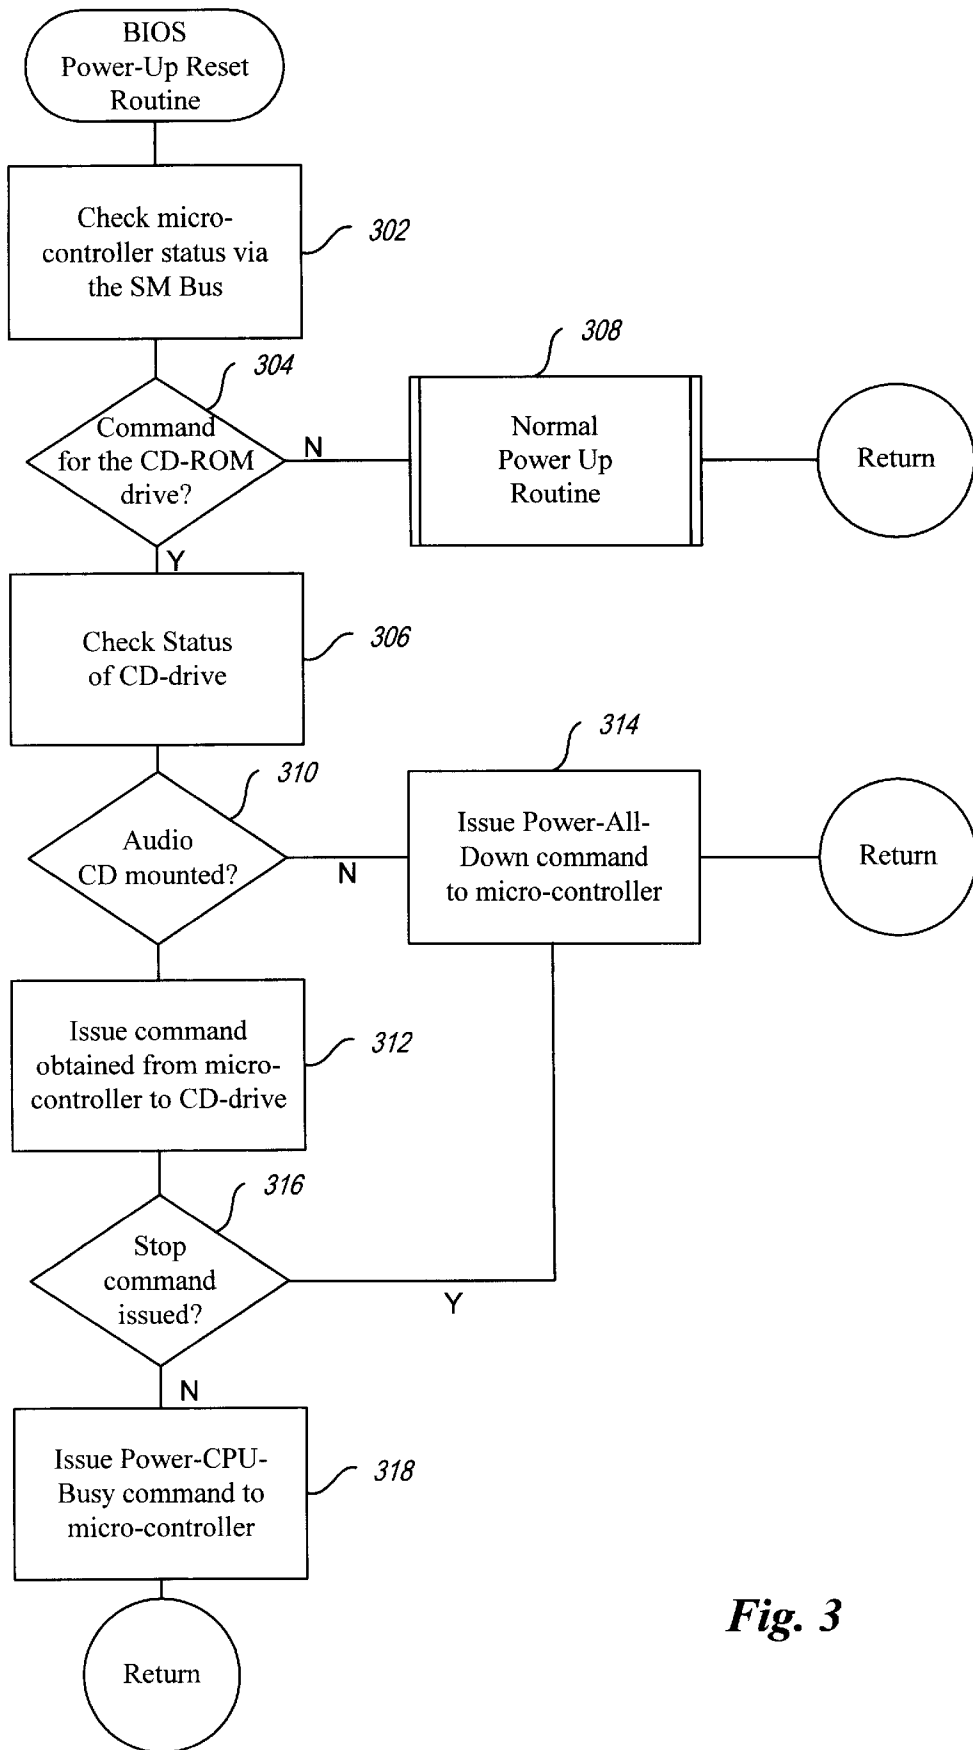 BIOS
Power-Up Reset
Routine
Check micro-
controller status via
the SM Bus
302
304
Command
for the CD-ROM
drive?
N
308
Normal
Power Up
Routine
Return
Y
Check Status
of CD-drive
306
310
Audio
CD mounted?
N
314
Issue Power-All-
Down command
to micro-controller
Return
Issue command
obtained from micro-
controller to CD-drive
312
316
Stop
command
issued?
Y
N
Issue Power-CPU-
Busy command to
micro-controller
318
Return
Fig. 3